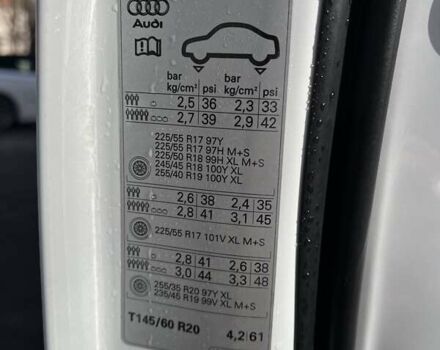 Audi
bar psi bar psi
kg/cm² kg/cm²
2,5 36 2,3 33
2,7 39 2,9 42
225/55 R17 97Y
225/55 R17 97H M+S
225/50 R18 99H XL M+S
245/45 R18 100Y XL
255/40 R19 100Y XL
2,6 38 2,4 35
2,8 41 3,1 45
225/55 R17 101V XL M+S
2,8 41 2,6 38
3,0 44 3,3 48
255/35 R20 97Y XL
235/45 R19 99V XL M+S
T145/60 R20 4,2 61